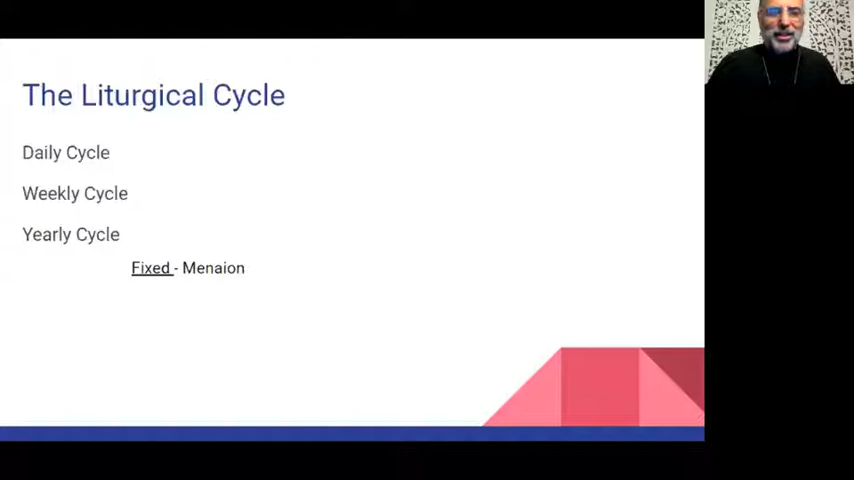 The Liturgical Cycle
Daily Cycle
Weekly Cycle
Yearly Cycle
Fixed - Menaion